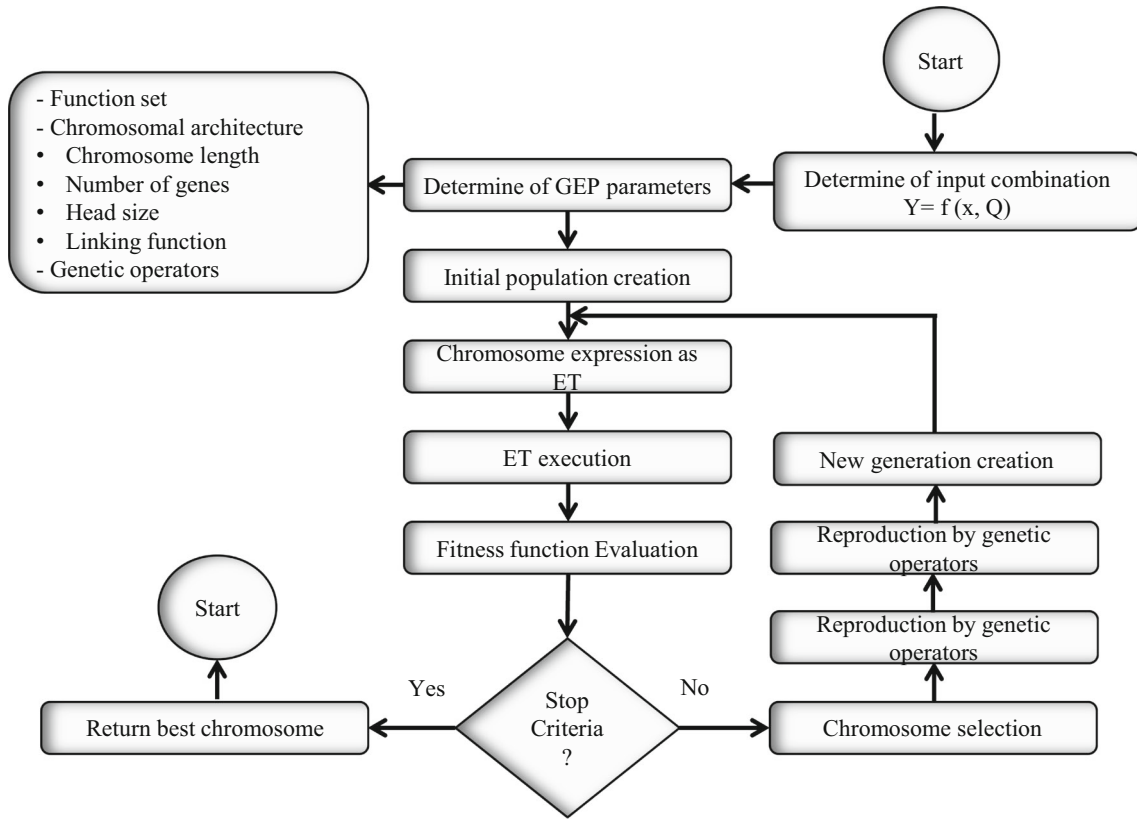 Start
- Function set
- Chromosomal architecture
• Chromosome length
• Number of genes
• Head size
• Linking function
- Genetic operators
Determine of GEP parameters
Determine of input combination
Y= f (x, Q)
Initial population creation
Chromosome expression as
ET
ET execution
New generation creation
Fitness function Evaluation
Reproduction by genetic
operators
Start
Reproduction by genetic
operators
Yes
No
Stop
Criteria
?
Return best chromosome
Chromosome selection